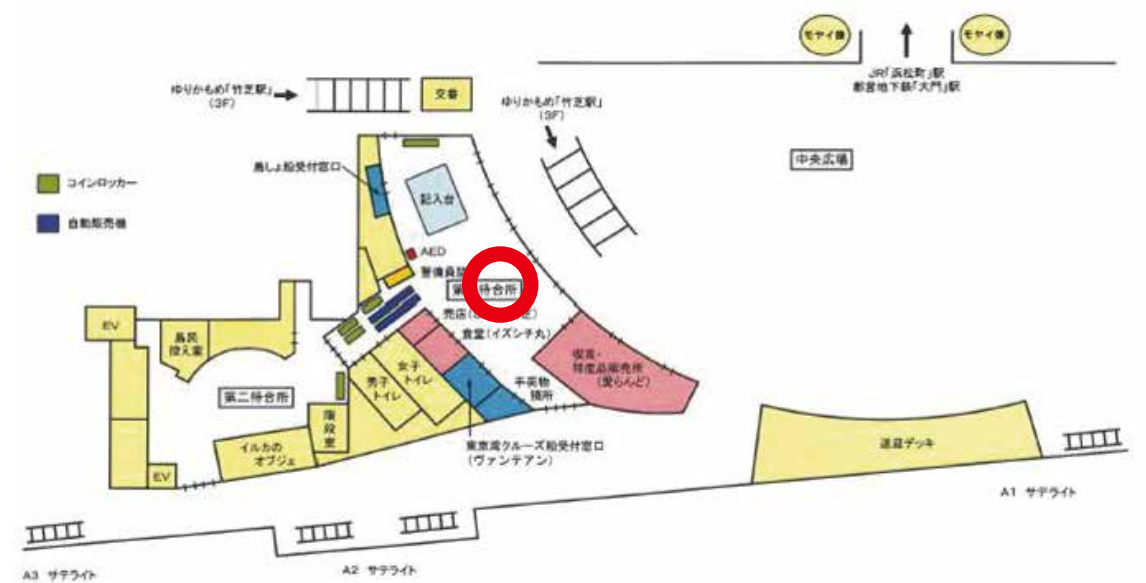 モヤイ像
モヤイ像
JR「浜松町」駅
都営地下鉄「大門」駅
ゆりかもめ「竹芝駅」
(3F)
交番
ゆりかもめ「竹芝駅」
(3F)
中央広場
島しょ船受付窓口
コインロッカー
自動販売機
記入台
AED
警備員詰
第 待合所
売店(
食堂(イズシチ丸)
EV
島民
控え室
喫茶・
特産品販売所
(愛らんど)
女子
トイレ
男子
トイレ
手荷物
預所
第二待合所
階
段
室
イルカの
オブジェ
東京湾クルーズ船受付窓口
(ヴァンテアン)
送迎デッキ
EV
A1 サテライト
A2 サテライト
A3 サテライト